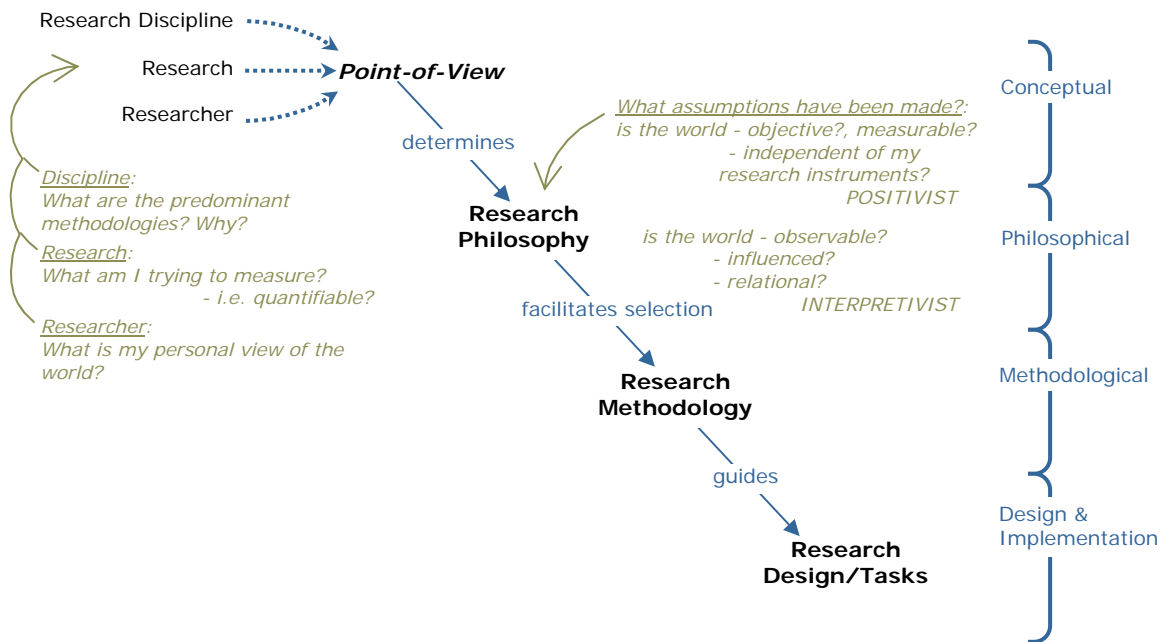 Research Discipline
Research
Researcher
Point-of-View
Conceptual
determines
What assumptions have been made?:
is the world - objective?, measurable?
- independent of my
research instruments?
POSITIVIST
Discipline:
What are the predominant
methodologies? Why?
Research:
What am I trying to measure?
- i.e. quantifiable?
Researcher:
What is my personal view of the
world?
Research
Philosophy
is the world - observable?
- influenced?
- relational?
INTERPRETIVIST
Philosophical
facilitates selection
Research
Methodology
Methodological
guides
Research
Design/Tasks
Design &
Implementation